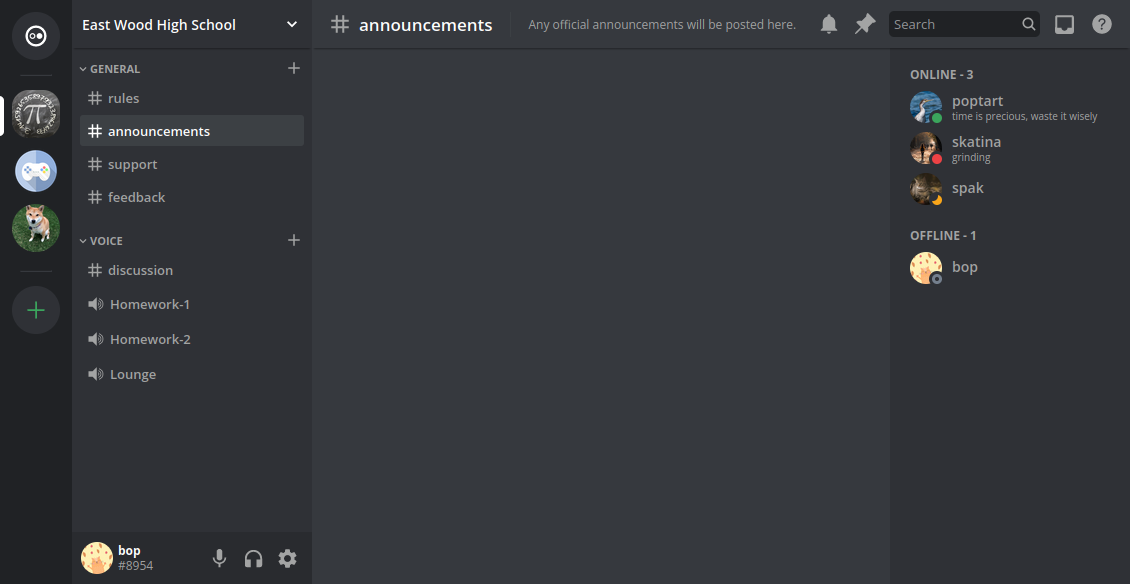 East Wood High School
GENERAL
rules
announcements
support
feedback
VOICE
discussion
Homework-1
Homework-2
Lounge
bop
#8954
announcements
Any official announcements will be posted here.
Search
ONLINE - 3
poptart
time is precious, waste it wisely
skatina
grinding
spak
OFFLINE - 1
bop